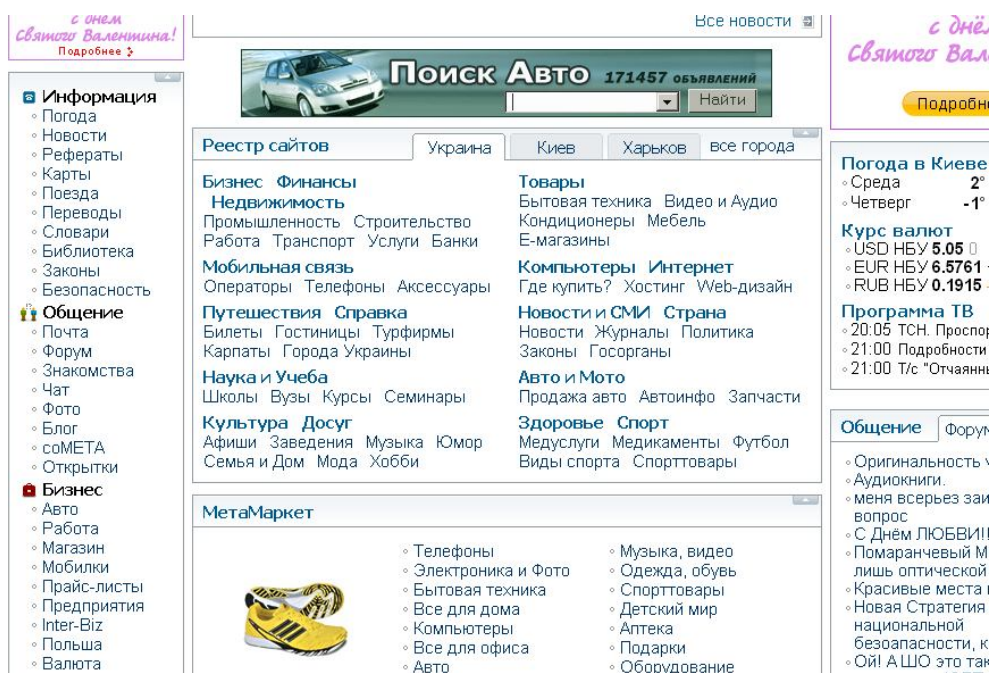 с Днём
Святого Валентина!
Подробнее
Информация
Погода
Новости
Рефераты
Карты
Поезда
Переводы
Словари
Библиотека
Законы
Безопасность
Общение
Почта
Форум
Знакомства
Чат
Фото
Блог
соМЕТА
Открытки
Бизнес
Авто
Работа
Магазин
Мобилки
Прайс-листы
Предприятия
Inter-Biz
Польша
Валюта
Все новости
Поиск Авто 171457 объявлений
Найти
Реестр сайтов Украина Киев Харьков все города
Бизнес Финансы
Недвижимость
Промышленность Строительство
Работа Транспорт Услуги Банки
Мобильная связь
Операторы Телефоны Аксессуары
Путешествия Справка
Билеты Гостиницы Турфирмы
Карпаты Города Украины
Наука и Учеба
Школы Вузы Курсы Семинары
Культура Досуг
Афиши Заведения Музыка Юмор
Семья и Дом Мода Хобби
Товары
Бытовая техника Видео и Аудио
Кондиционеры Мебель
Е-магазины
Компьютеры Интернет
Где купить? Хостинг Web-дизайн
Новости и СМИ Страна
Новости Журналы Политика
Законы Госорганы
Авто и Мото
Продажа авто Автоинфо Запчасти
Здоровье Спорт
Медуслуги Медикаменты Футбол
Виды спорта Спорттовары
МетаМаркет
Телефоны
Электроника и Фото
Бытовая техника
Все для дома
Компьютеры
Все для офиса
Авто
Музыка, видео
Одежда, обувь
Спорттовары
Детский мир
Аптека
Подарки
Оборудование
с днё
Святого Вал
Подробн
Погода в Киеве
Среда 2°
Четверг -1°
Курс валют
USD НБУ 5.05 0
EUR НБУ 6.5761
RUB НБУ 0.1915
Программа ТВ
20:05 ТСН. Проспор
21:00 Подробности
21:00 Т/с "Отчаянны
Общение Форум
Оригинальность
Аудиокниги.
меня всерьез заи
вопрос
С Днём ЛЮБВИ!!
Помаранчевый М
лишь оптической
Красивые места
Новая Стратегия
национальной
безоапасности, к
Ой! А ШО это так